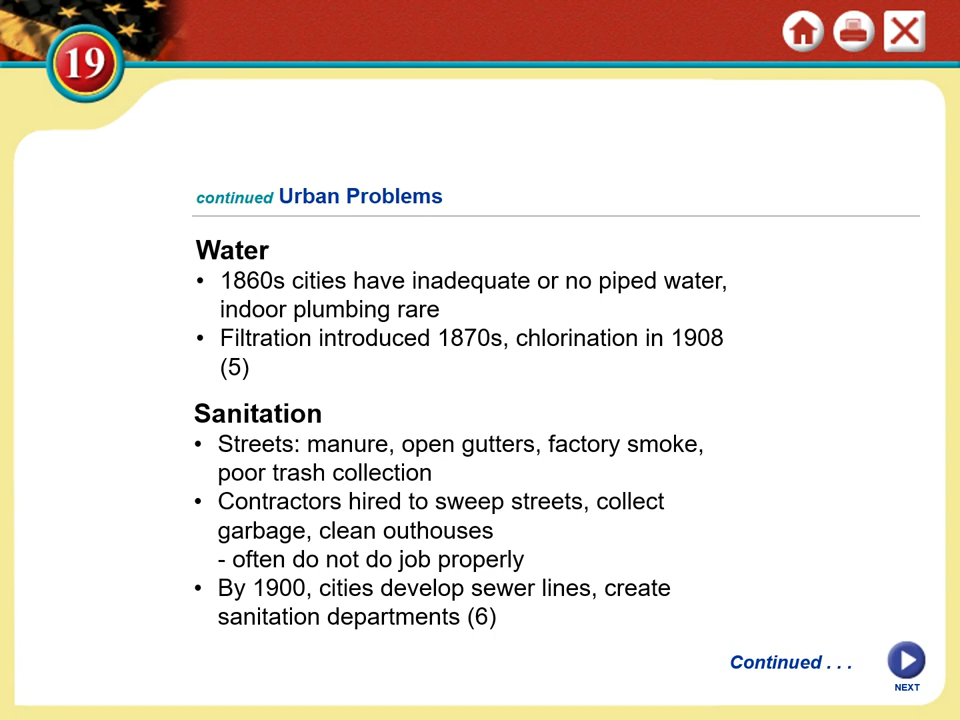 19
continued Urban Problems
Water
• 1860s cities have inadequate or no piped water,
indoor plumbing rare
• Filtration introduced 1870s, chlorination in 1908
(5)
Sanitation
• Streets: manure, open gutters, factory smoke,
poor trash collection
• Contractors hired to sweep streets, collect
garbage, clean outhouses
- often do not do job properly
• By 1900, cities develop sewer lines, create
sanitation departments (6)
Continued . . .
NEXT